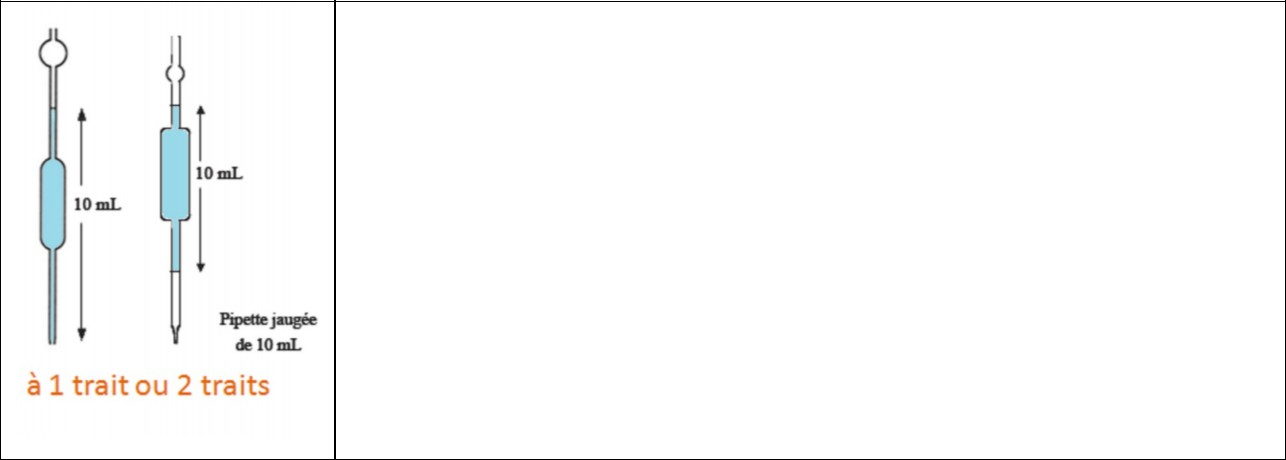 10 mL
10 mL
Pipette jaugée
de 10 mL
à 1 trait ou 2 traits